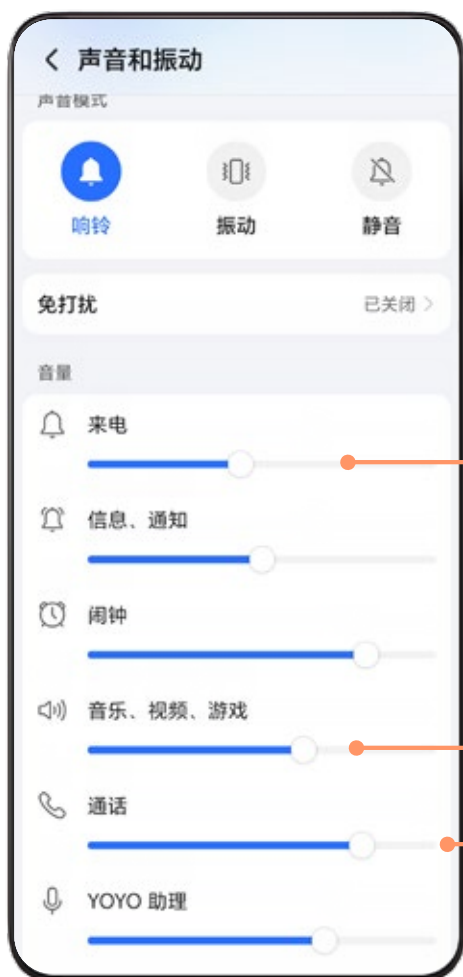 声音和振动
声音模式
响铃 振动 静音
免打扰 已关闭
音量
来电
信息、通知
闹钟
音乐、视频、游戏
通话
YOYO 助理